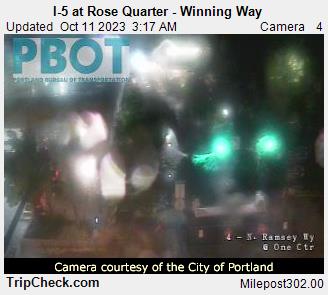 I-5 at Rose Quarter - Winning Way
Updated Oct 11 2023 3:17 AM Camera 4
PBOT
PORTLAND BUREAU OF TRANSPORTATION
4 - N. Ramsey Wy
@ One Ctr
Camera courtesy of the City of Portland
TripCheck.com Milepost302.00